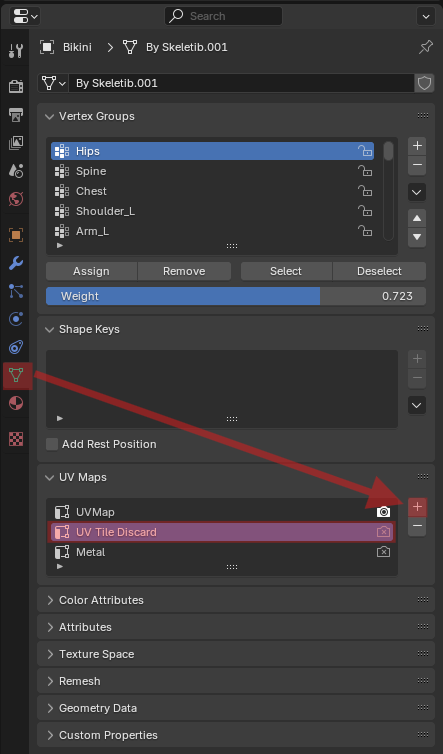 Search
Bikini > By Skeletib.001
By Skeletib.001
Vertex Groups
Hips
Spine
Chest
Shoulder_L
Arm_L
Assign Remove Select Deselect
Weight 0.723
Shape Keys
Add Rest Position
UV Maps
UVMap
UV Tile Discard
Metal
Color Attributes
Attributes
Texture Space
Remesh
Geometry Data
Custom Properties